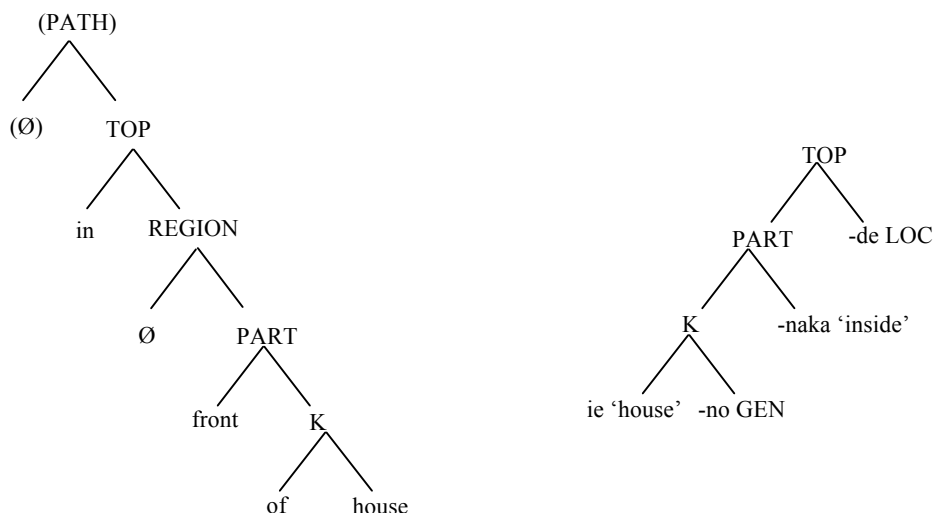 (PATH)
(Ø) TOP
in REGION
Ø PART
front K
of house
TOP
PART -de LOC
K -naka ‘inside’
ie ‘house’ -no GEN